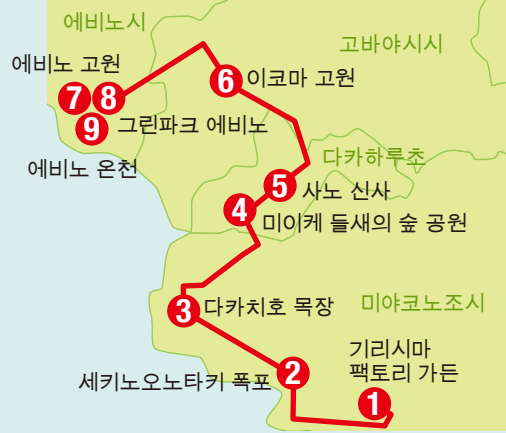 에비노시
고바야시시
에비노 고원
7 8
6 이코마 고원
9 그린파크 에비노
에비노 온천
다카하루초
5 사노 신사
4 미이케 들새의 숲 공원
3 다카치호 목장
미야코노조시
기리시마
팩토리 가든
1
세키노오노타키 폭포 2